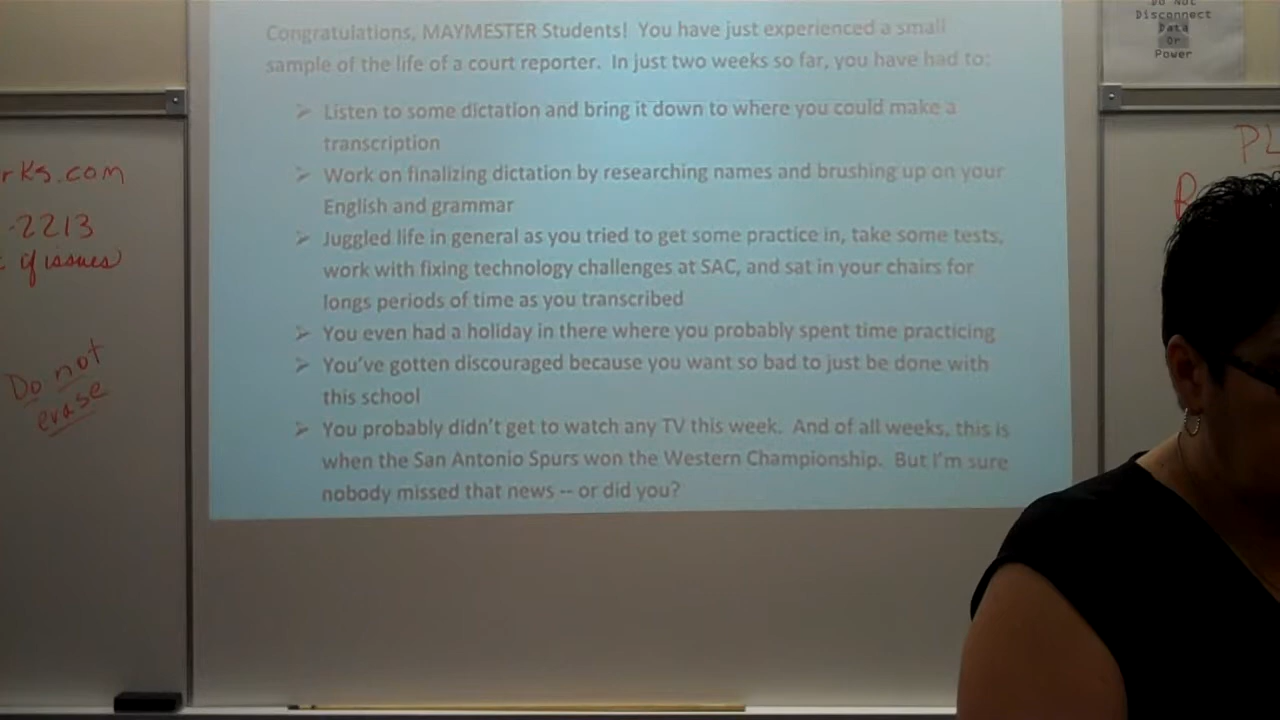 Congratulations, MAYMESTER Students! You have just experienced a small
sample of the life of a court reporter. In just two weeks so far, you have had to:
➢ Listen to some dictation and bring it down to where you could make a
transcription
➢ Work on finalizing dictation by researching names and brushing up on your
English and grammar
➢ Juggled life in general as you tried to get some practice in, take some tests,
work with fixing technology challenges at SAC, and sat in your chairs for
longs periods of time as you transcribed
➢ You even had a holiday in there where you probably spent time practicing
➢ You've gotten discouraged because you want so bad to just be done with
this school
➢ You probably didn't get to watch any TV this week. And of all weeks, this is
when the San Antonio Spurs won the Western Championship. But I'm sure
nobody missed that news -- or did you?
rks.com
-2213
of issues)
Do not
erase
Do Not
Disconnect
Data
Or
Power
PL